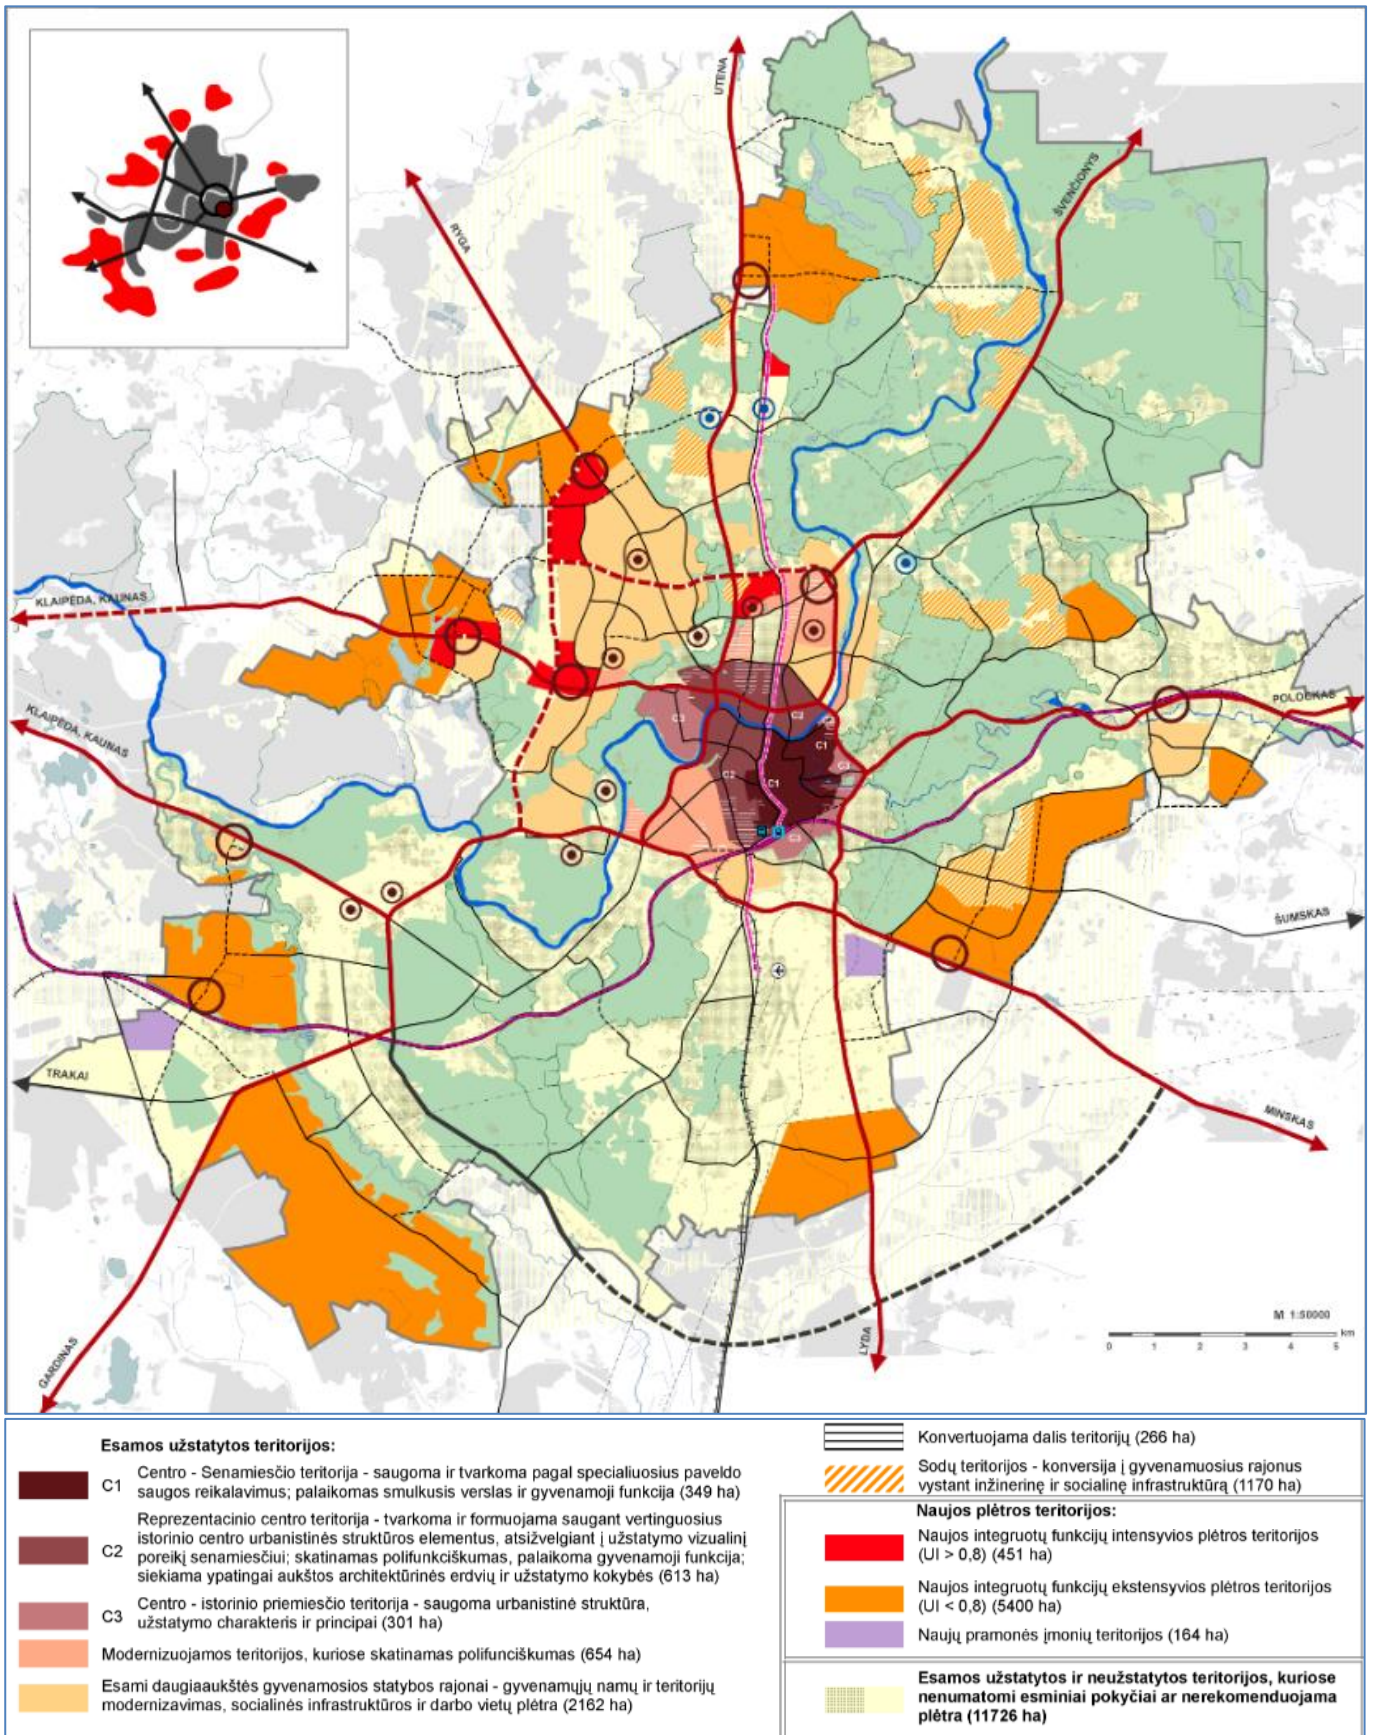 UTENA
ŠVENČIONYS
RYGA
KLAIPĖDA, KAUNAS
KLAIPĖDA, KAUNAS
POLOCKAS
C3
C2
C1
C3
C2
C1
C3
ŠUMSKAS
TRAKAI
MINSKAS
GARDINAS
LYDA
M 1:50000
km
0 1 2 3 4 5
Esamos užstatytos teritorijos:
C1 Centro - Senamiesčio teritorija - saugoma ir tvarkoma pagal specialiuosius paveldo
saugos reikalavimus; palaikomas smulkusis verslas ir gyvenamoji funkcija (349 ha)
Reprezentacinio centro teritorija - tvarkoma ir formuojama saugant vertinguosius
istorinio centro urbanistinės struktūros elementus, atsižvelgiant į užstatymo vizualinį
C2 poreikį senamiesčiui; skatinamas polifunkciškumas, palaikoma gyvenamoji funkcija;
siekiama ypatingai aukštos architektūrinės erdvių ir užstatymo kokybės (613 ha)
C3 Centro - istorinio priemiesčio teritorija - saugoma urbanistinė struktūra,
užstatymo charakteris ir principai (301 ha)
Modernizuojamos teritorijos, kuriose skatinamas polifunciškumas (654 ha)
Esami daugiaaukštės gyvenamosios statybos rajonai - gyvenamųjų namų ir teritorijų
modernizavimas, socialinės infrastruktūros ir darbo vietų plėtra (2162 ha)
Konvertuojama dalis teritorijų (266 ha)
Sodų teritorijos - konversija į gyvenamuosius rajonus
vystant inžinerinę ir socialinę infrastruktūrą (1170 ha)
Naujos plėtros teritorijos:
Naujos integruotų funkcijų intensyvios plėtros teritorijos
(UI > 0,8) (451 ha)
Naujos integruotų funkcijų ekstensyvios plėtros teritorijos
(UI < 0,8) (5400 ha)
Naujų pramonės įmonių teritorijos (164 ha)
Esamos užstatytos ir neužstatytos teritorijos, kuriose
nenumatomi esminiai pokyčiai ar nerekomenduojama
plėtra (11726 ha)